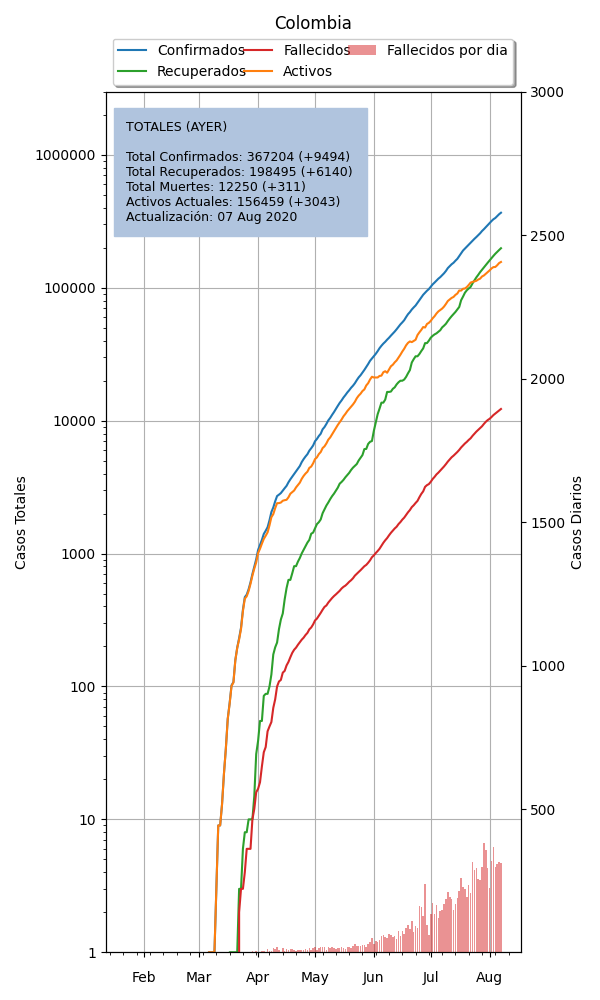 Colombia
Confirmados Fallecidos Fallecidos por dia
Recuperados Activos
TOTALES (AYER)
Total Confirmados: 367204 (+9494)
Total Recuperados: 198495 (+6140)
Total Muertes: 12250 (+311)
Activos Actuales: 156459 (+3043)
Actualización: 07 Aug 2020
Casos Totales
1000000
100000
10000
1000
100
10
1
3000
2500
2000
1500
1000
500
Casos Diarios
Feb Mar Apr May Jun Jul Aug